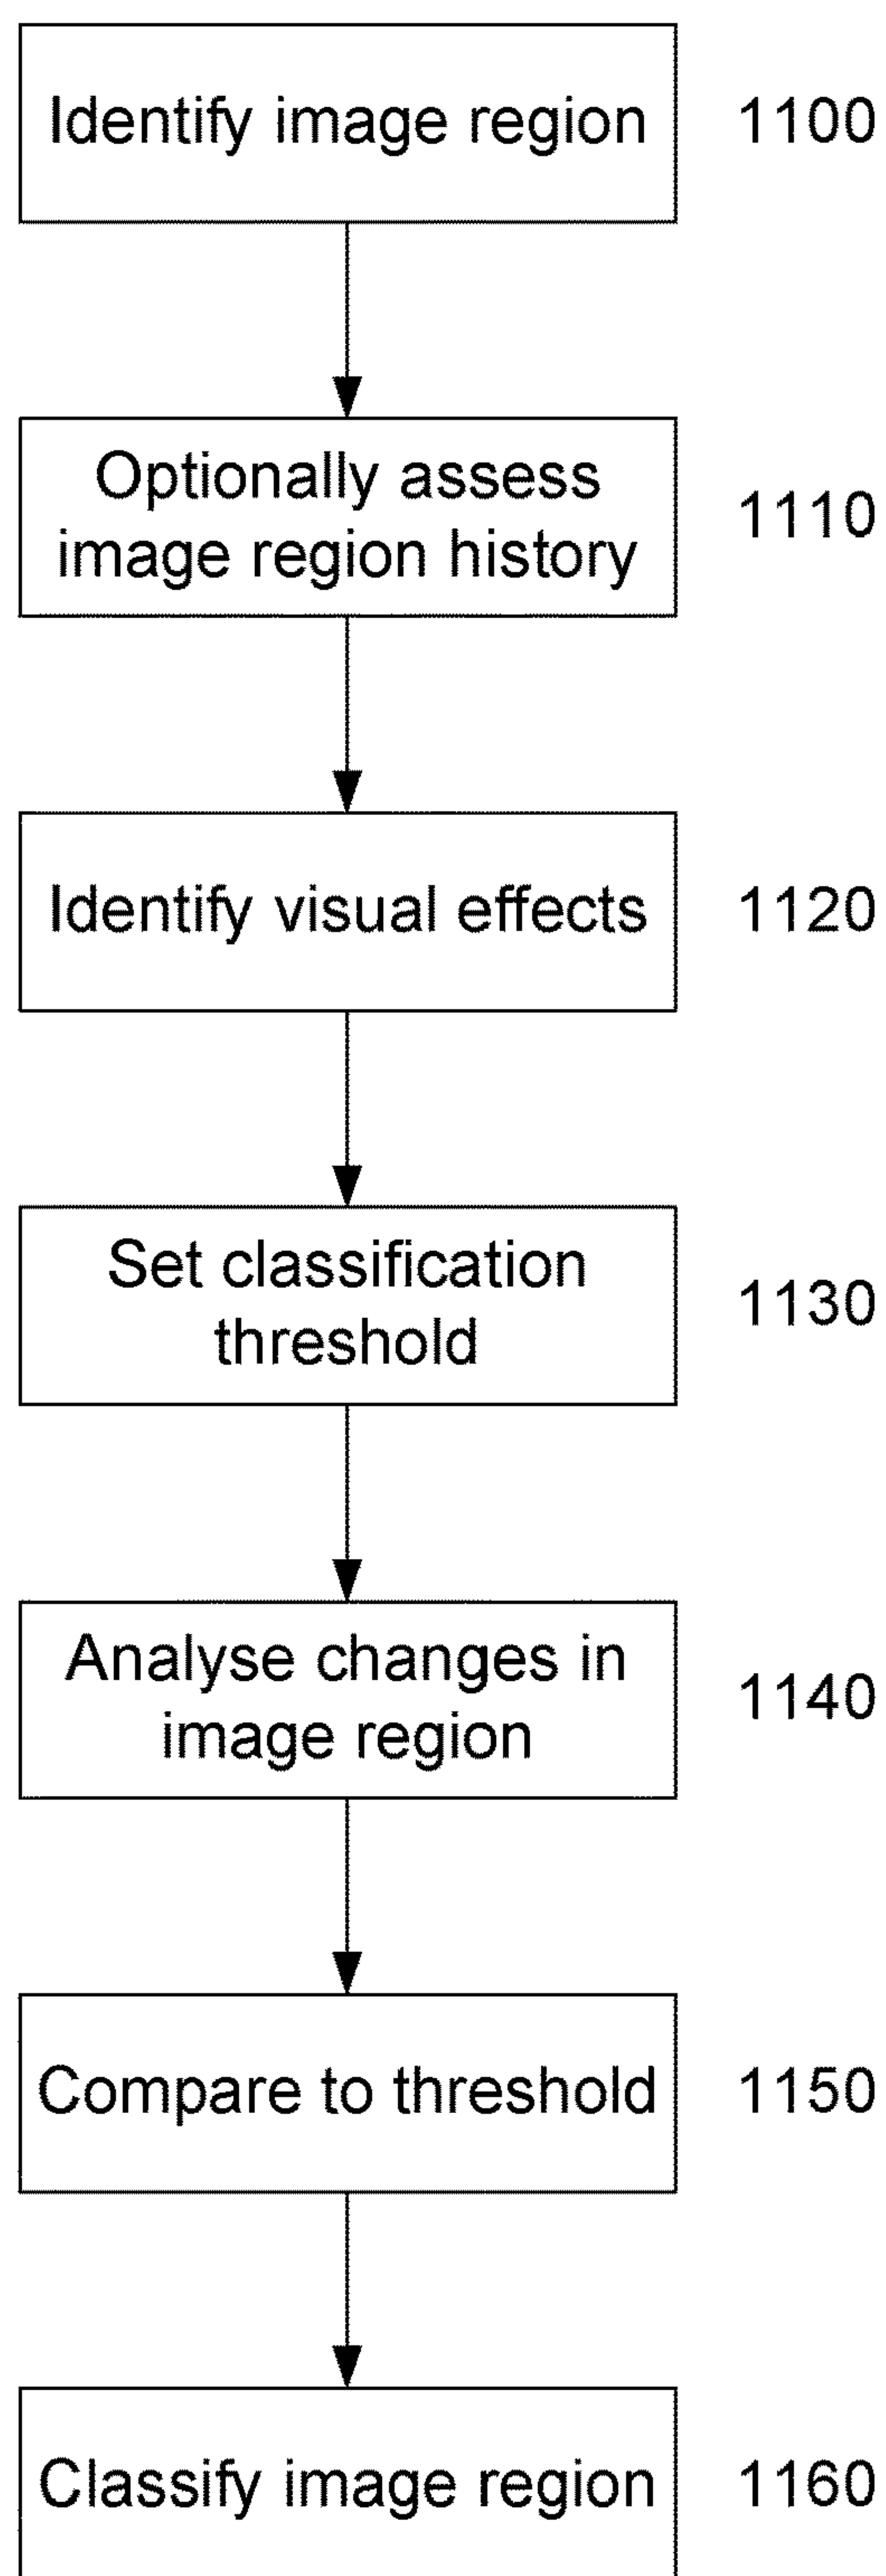 Identify image region 1100
Optionally assess
image region history
1110
Identify visual effects 1120
Set classification
threshold
1130
Analyse changes in
image region
1140
Compare to threshold 1150
Classify image region 1160